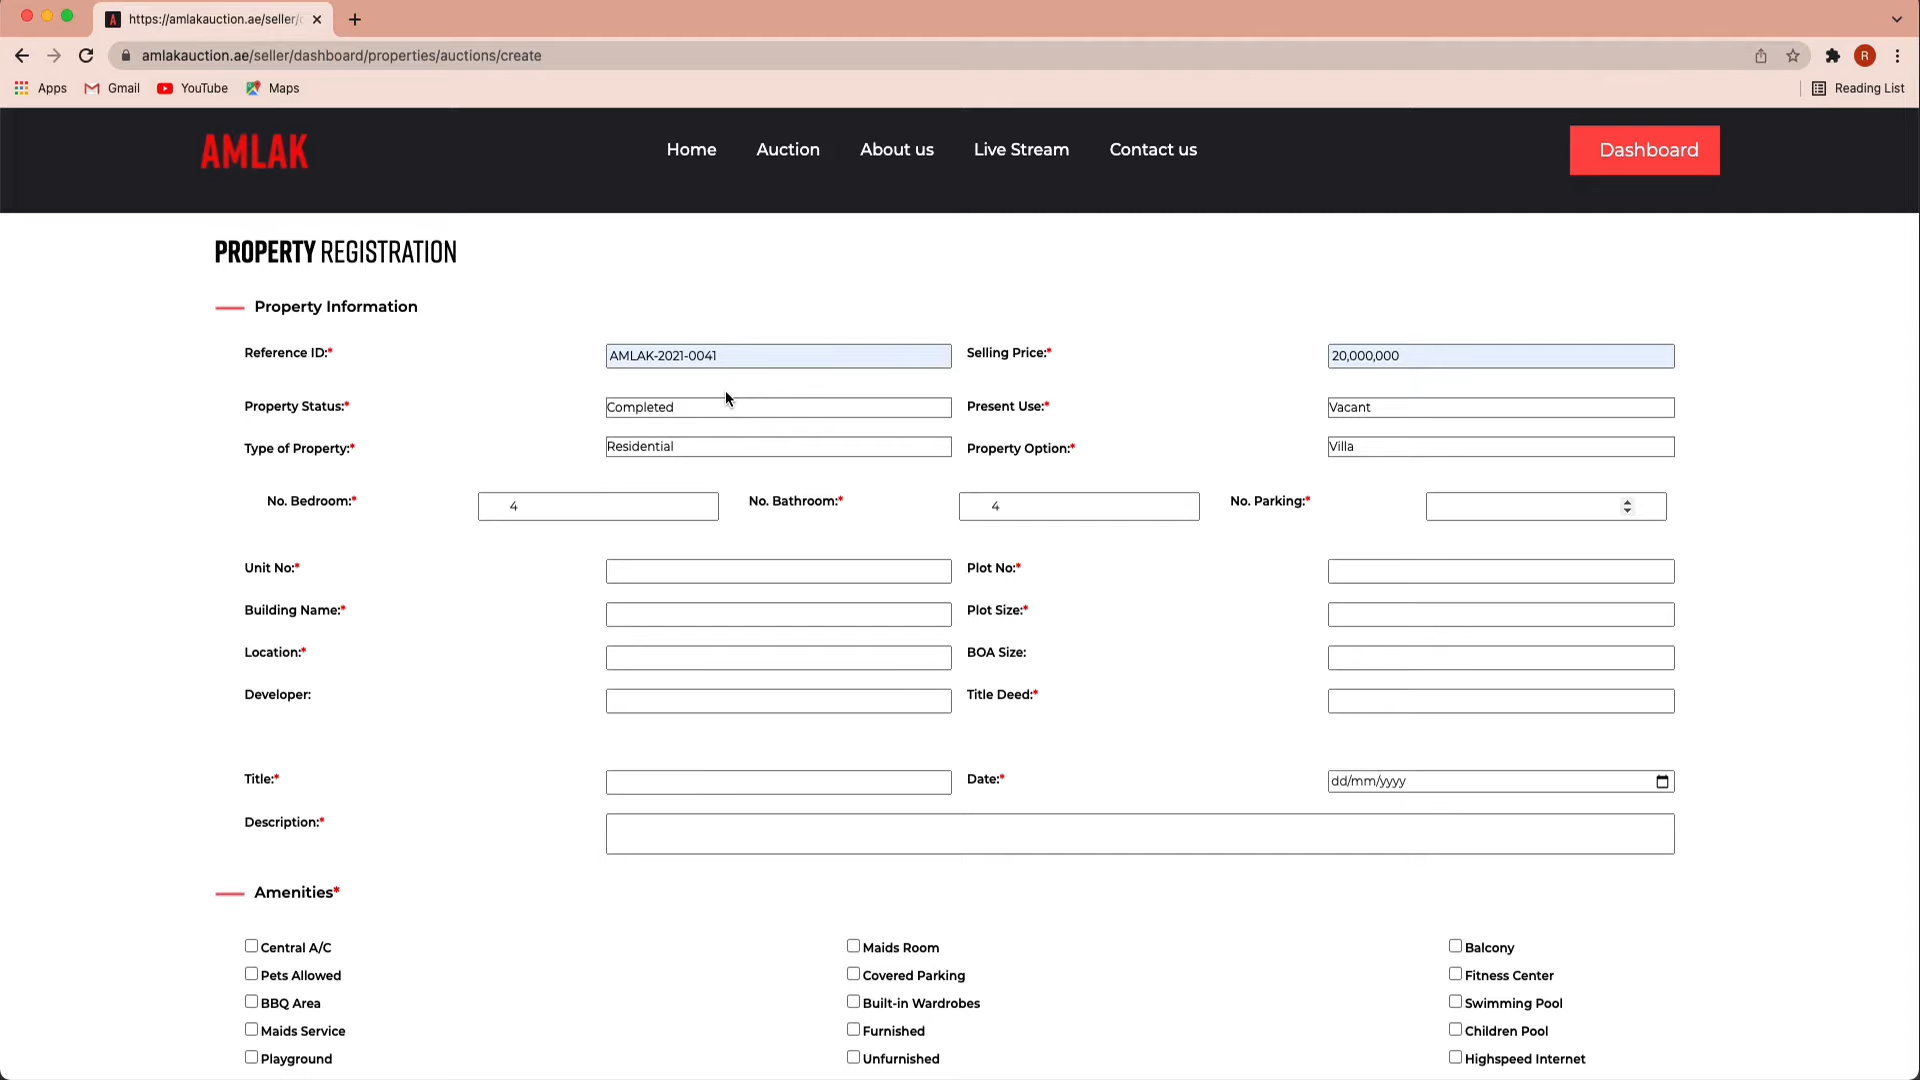 https://amlakauction.ae/seller/
amlakauction.ae/seller/dashboard/properties/auctions/create
R
Apps Gmail YouTube Maps Reading List
AMLAK Home Auction About us Live Stream Contact us Dashboard
PROPERTY REGISTRATION
Property Information
Reference ID:* AMLAK-2021-0041 Selling Price:* 20,000,000
Property Status:* Completed Present Use:* Vacant
Type of Property:* Residential Property Option:* Villa
No. Bedroom:* 4 No. Bathroom:* 4 No. Parking:*
Unit No:* Plot No:*
Building Name:* Plot Size:*
Location:* BOA Size:
Developer: Title Deed:*
Title:* Date:* dd/mm/yyyy
Description:*
Amenities*
Central A/C Maids Room Balcony
Pets Allowed Covered Parking Fitness Center
BBQ Area Built-in Wardrobes Swimming Pool
Maids Service Furnished Children Pool
Playground Unfurnished Highspeed Internet